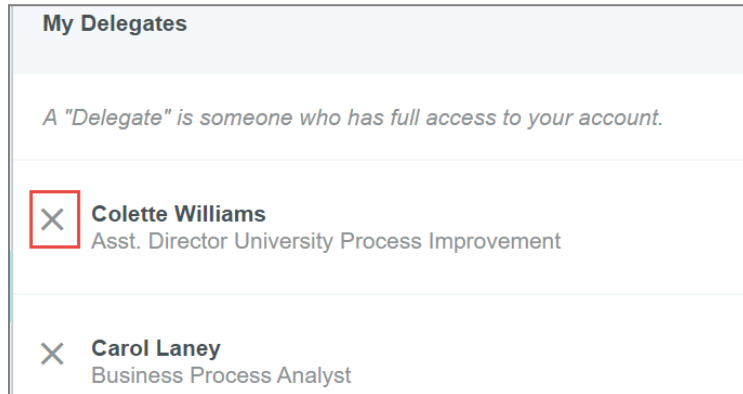 My Delegates
A "Delegate" is someone who has full access to your account.
Colette Williams
Asst. Director University Process Improvement
Carol Laney
Business Process Analyst